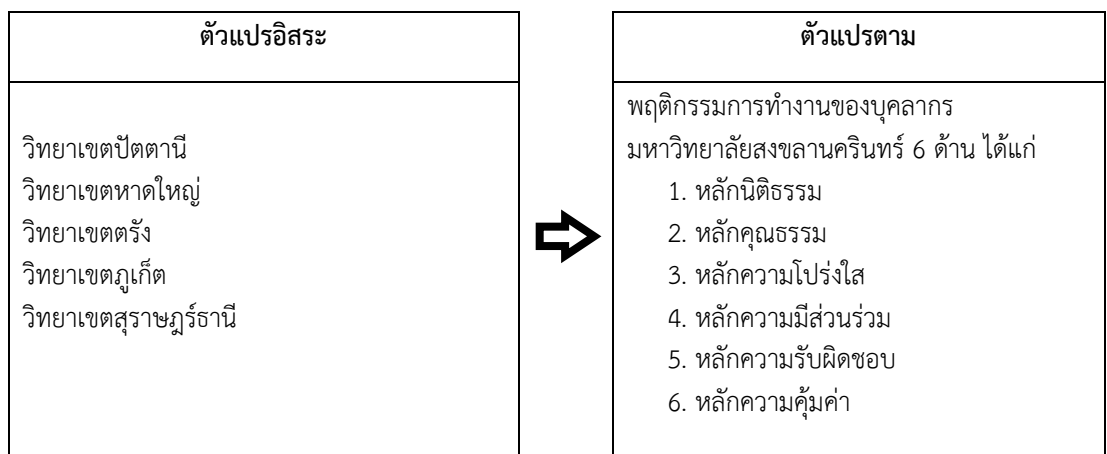 ตัวแปรอิสระ
วิทยาเขตปัตตานี
วิทยาเขตหาดใหญ่
วิทยาเขตตรัง
วิทยาเขตภูเก็ต
วิทยาเขตสุราษฎร์ธานี
ตัวแปรตาม
พฤติกรรมการทำงานของบุคลากร
มหาวิทยาลัยสงขลานครินทร์ 6 ด้าน ได้แก่
1. หลักนิติธรรม
2. หลักคุณธรรม
3. หลักความโปร่งใส
4. หลักความมีส่วนร่วม
5. หลักความรับผิดชอบ
6. หลักความคุ้มค่า